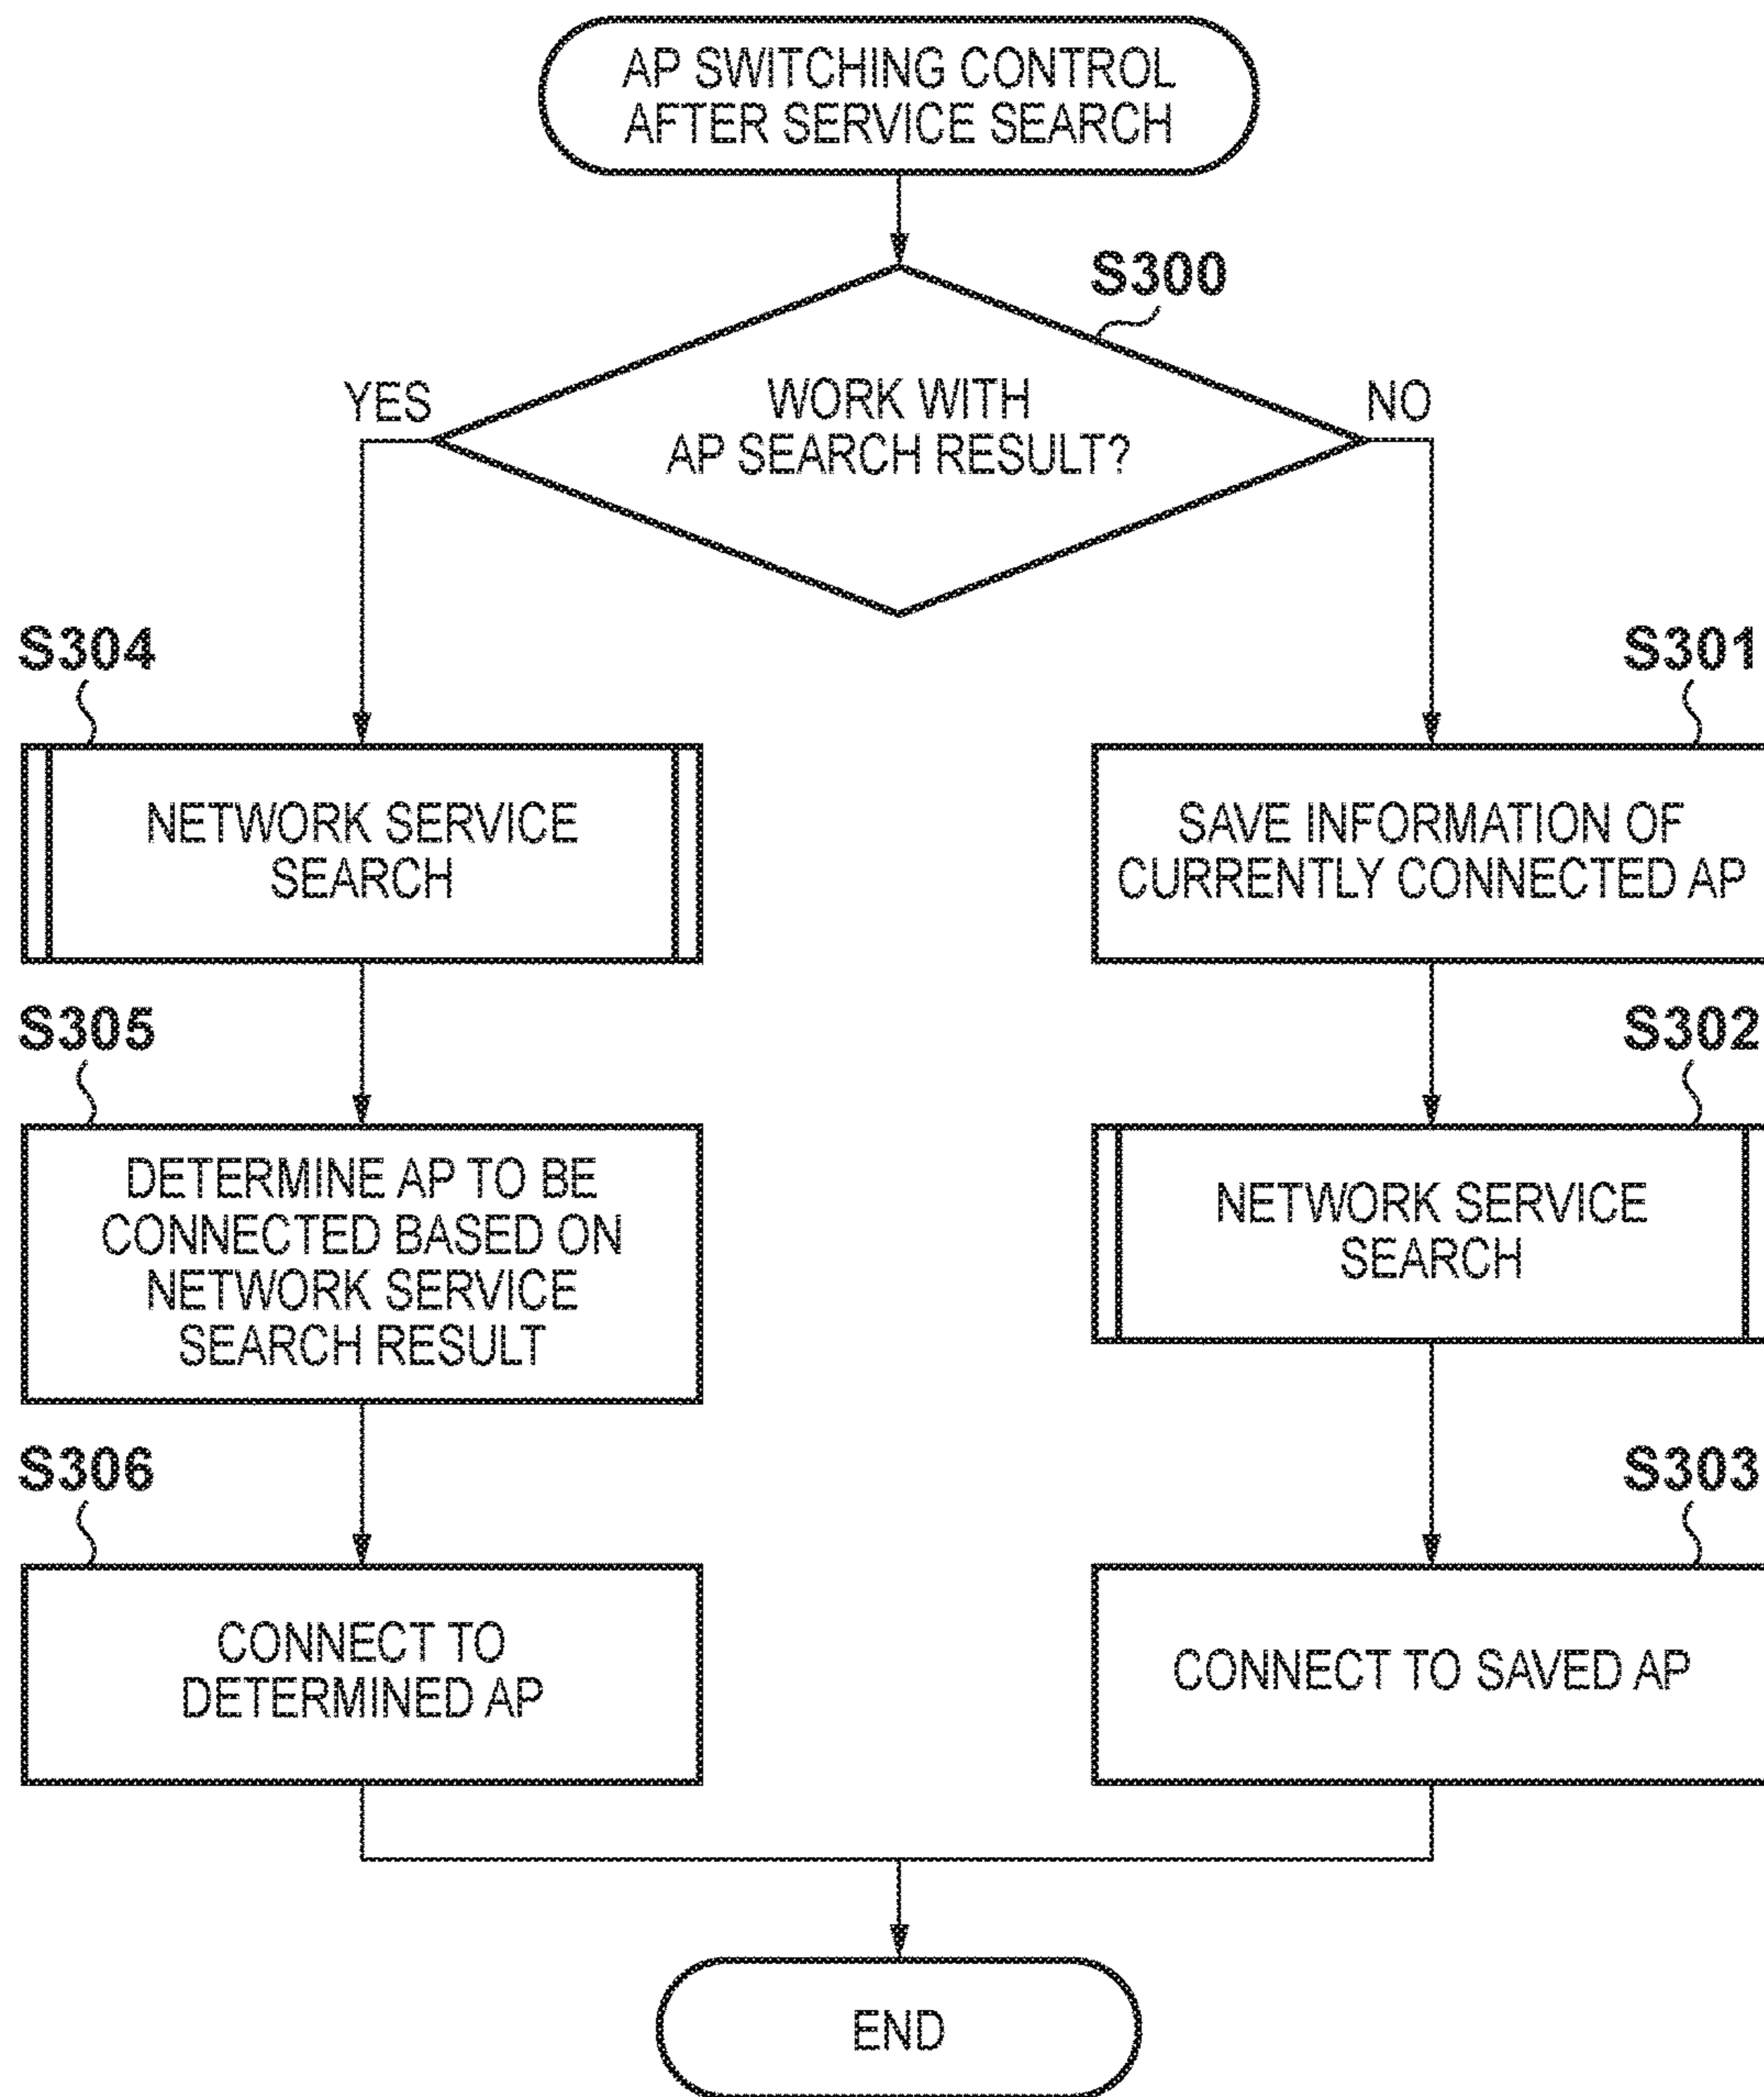 AP SWITCHING CONTROL
AFTER SERVICE SEARCH
S300
YES
WORK WITH
AP SEARCH RESULT?
NO
S304
NETWORK SERVICE
SEARCH
S301
SAVE INFORMATION OF
CURRENTLY CONNECTED AP
S305
DETERMINE AP TO BE
CONNECTED BASED ON
NETWORK SERVICE
SEARCH RESULT
S302
NETWORK SERVICE
SEARCH
S306
CONNECT TO
DETERMINED AP
S303
CONNECT TO SAVED AP
END